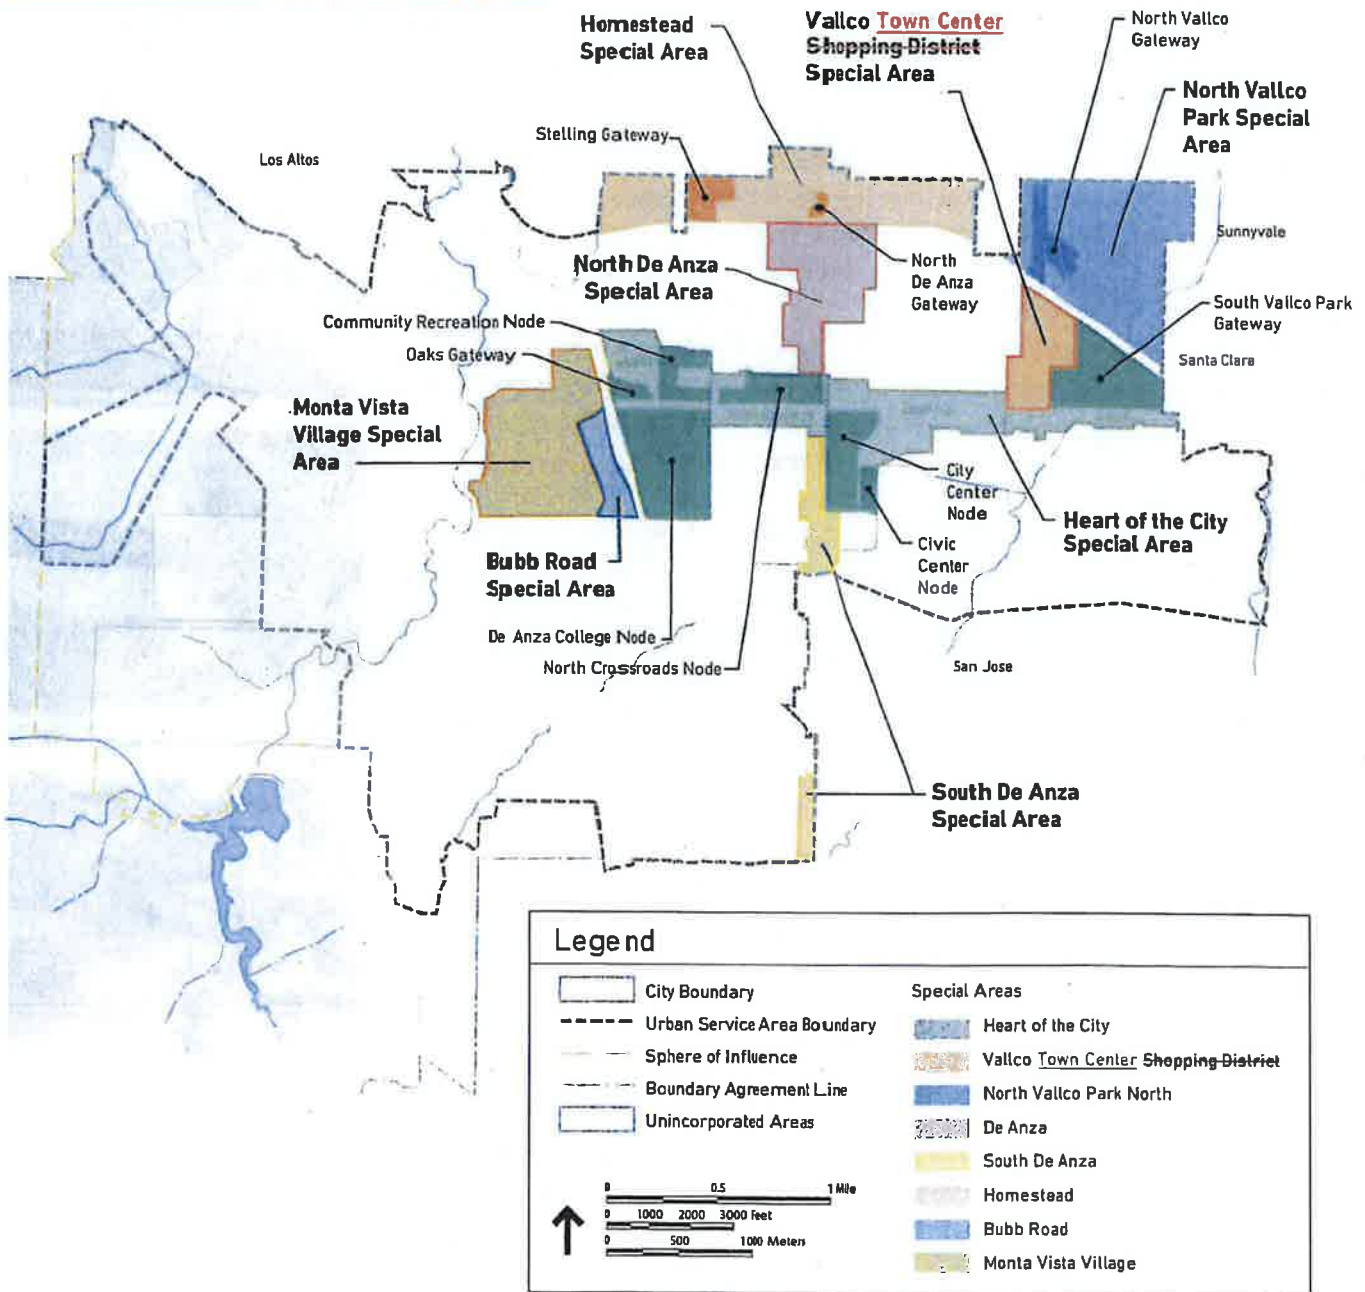 Homestead
Special Area
Vallco Town Center
Shopping District
Special Area
North Vallco
Gateway
North Vallco
Park Special
Area
Stelling Gateway
Los Altos
Sunnyvale
North De Anza
Special Area
North
De Anza
Gateway
South Vallco Park
Gateway
Community Recreation Node
Oaks Gateway
Santa Clara
Monta Vista
Village Special
Area
City
Center
Node
Heart of the City
Special Area
Civic
Center
Node
Bubb Road
Special Area
De Anza College Node
North Crossroads Node
San Jose
South De Anza
Special Area
Legend
City Boundary
Urban Service Area Boundary
Sphere of Influence
Boundary Agreement Line
Unincorporated Areas
0 0.5 1 Mile
0 1000 2000 3000 Feet
0 500 1000 Meters
Special Areas
Heart of the City
Vallco Town Center Shopping District
North Vallco Park North
De Anza
South De Anza
Homestead
Bubb Road
Monta Vista Village